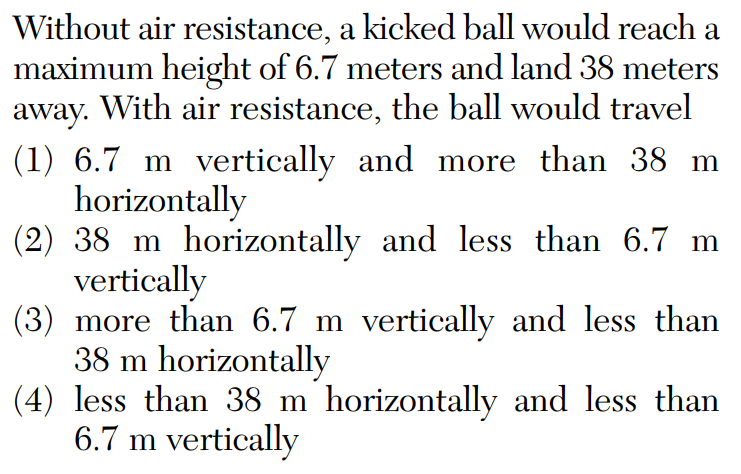 Without air resistance, a kicked ball would reach a
maximum height of 6.7 meters and land 38 meters
away. With air resistance, the ball would travel
(1) 6.7 m vertically and more than 38 m
horizontally
(2) 38 m horizontally and less than 6.7 m
vertically
(3) more than 6.7 m vertically and less than
38 m horizontally
(4) less than 38 m horizontally and less than
6.7 m vertically